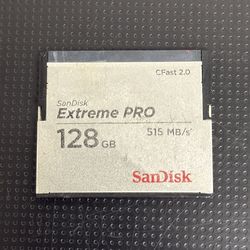 CFast 2.0
SanDisk
Extreme PRO
128 GB 515 MB/s*
SanDisk